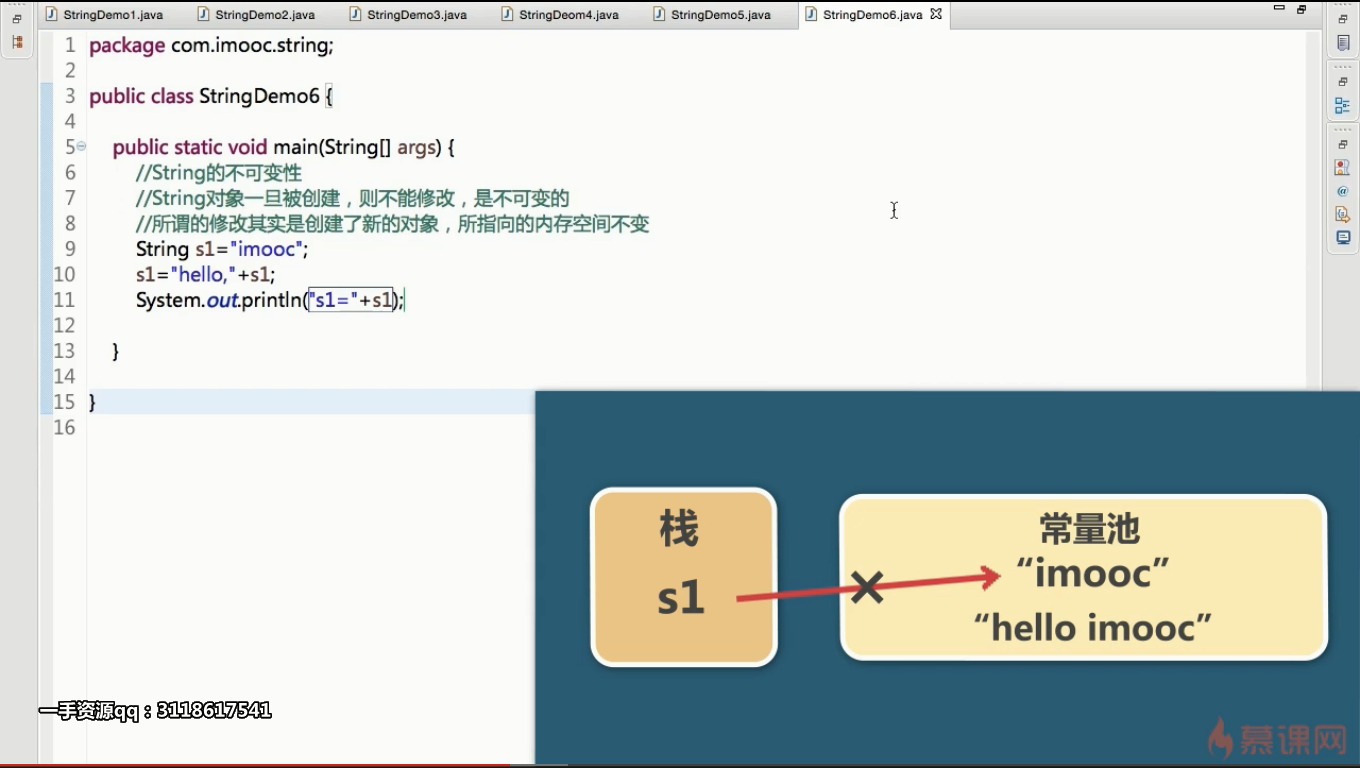 StringDemo1.java StringDemo2.java StringDemo3.java StringDeom4.java StringDemo5.java StringDemo6.java
1 package com.imooc.string;
2
3 public class StringDemo6 {
4
5 public static void main(String[] args) {
6 //String的不可变性
7 //String对象一旦被创建，则不能修改，是不可变的
8 //所谓的修改其实是创建了新的对象，所指向的内存空间不变
9 String s1="imooc";
10 s1="hello,"+s1;
11 System.out.println("s1="+s1);
12
13 }
14
15 }
16
栈
s1
常量池
“imooc”
“hello imooc”
一手资源qq：3118617541
慕课网